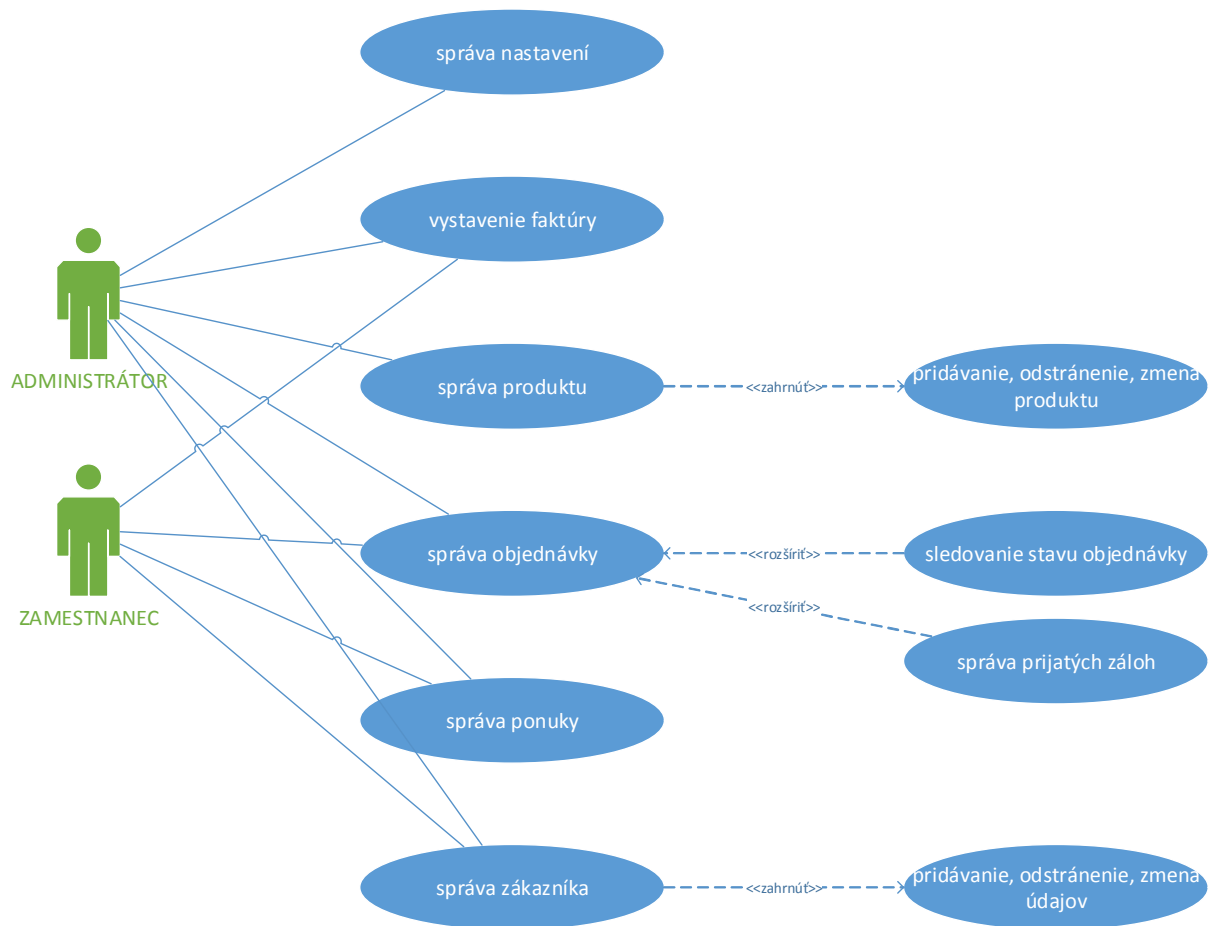 správa nastavení
vystavenie faktúry
ADMINISTRÁTOR
správa produktu
<<zahrnúť>>
pridávanie, odstránenie, zmena
produktu
ZAMESTNANEC
správa objednávky
<<rozšíriť>>
sledovanie stavu objednávky
<<rozšíriť>>
správa prijatých záloh
správa ponuky
správa zákazníka
<<zahrnúť>>
pridávanie, odstránenie, zmena
údajov